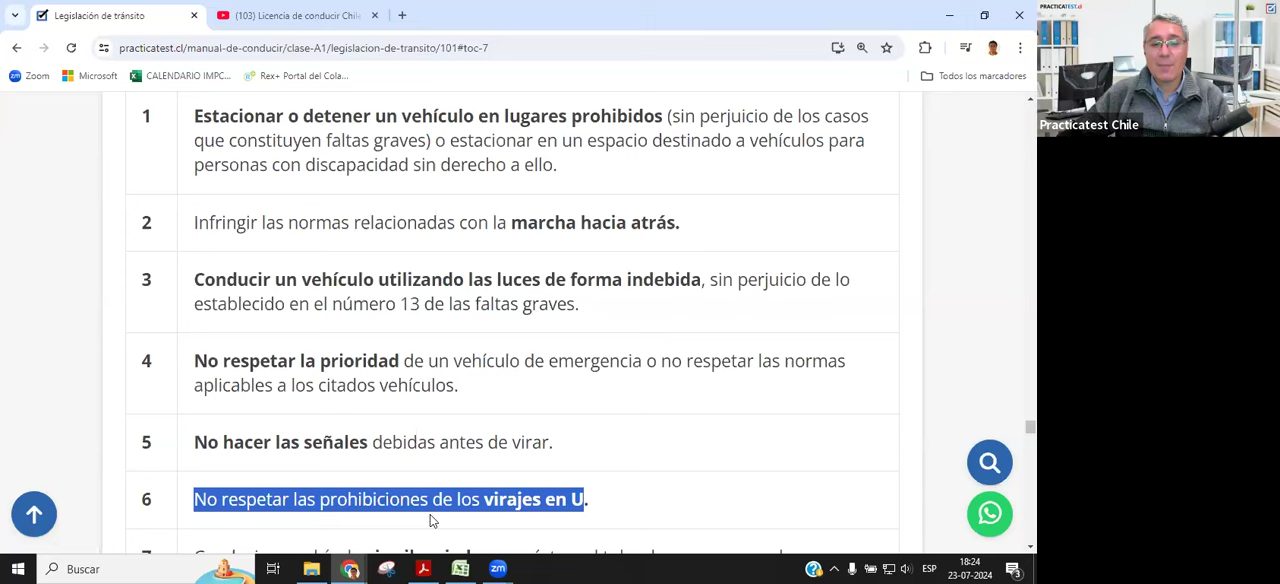 Legislación de tránsito
(103) Licencia de conducir
practicatest.cl/manual-de-conducir/clase-A1/legislacion-de-transito/101#toc-7
Zoom
Microsoft
CALENDARIO IMPC...
Rex+ Portal del Cola...
Todos los marcadores
PRACTICATEST.cl
Practicatest Chile
1 Estacionar o detener un vehículo en lugares prohibidos (sin perjuicio de los casos
que constituyen faltas graves) o estacionar en un espacio destinado a vehículos para
personas con discapacidad sin derecho a ello.
2 Infringir las normas relacionadas con la marcha hacia atrás.
3 Conducir un vehículo utilizando las luces de forma indebida, sin perjuicio de lo
establecido en el número 13 de las faltas graves.
4 No respetar la prioridad de un vehículo de emergencia o no respetar las normas
aplicables a los citados vehículos.
5 No hacer las señales debidas antes de virar.
6 No respetar las prohibiciones de los virajes en U.
Buscar
zm
ESP
18:24
23-07-2024
3